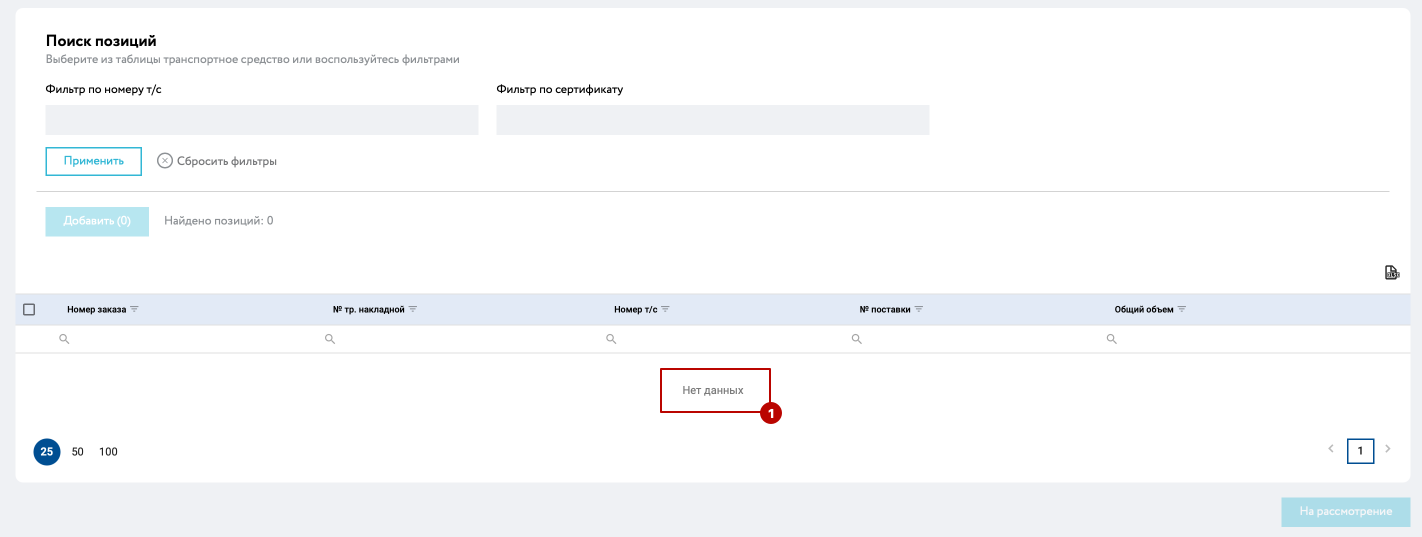 Поиск позиций
Выберите из таблицы транспортное средство или воспользуйтесь фильтрами
Фильтр по номеру т/с
Фильтр по сертификату
Применить
Сбросить фильтры
Добавить (0)
Найдено позиций: 0
Номер заказа
№ тр. накладной
Номер т/с
№ поставки
Общий объем
Нет данных
1
25
50
100
1
На рассмотрение